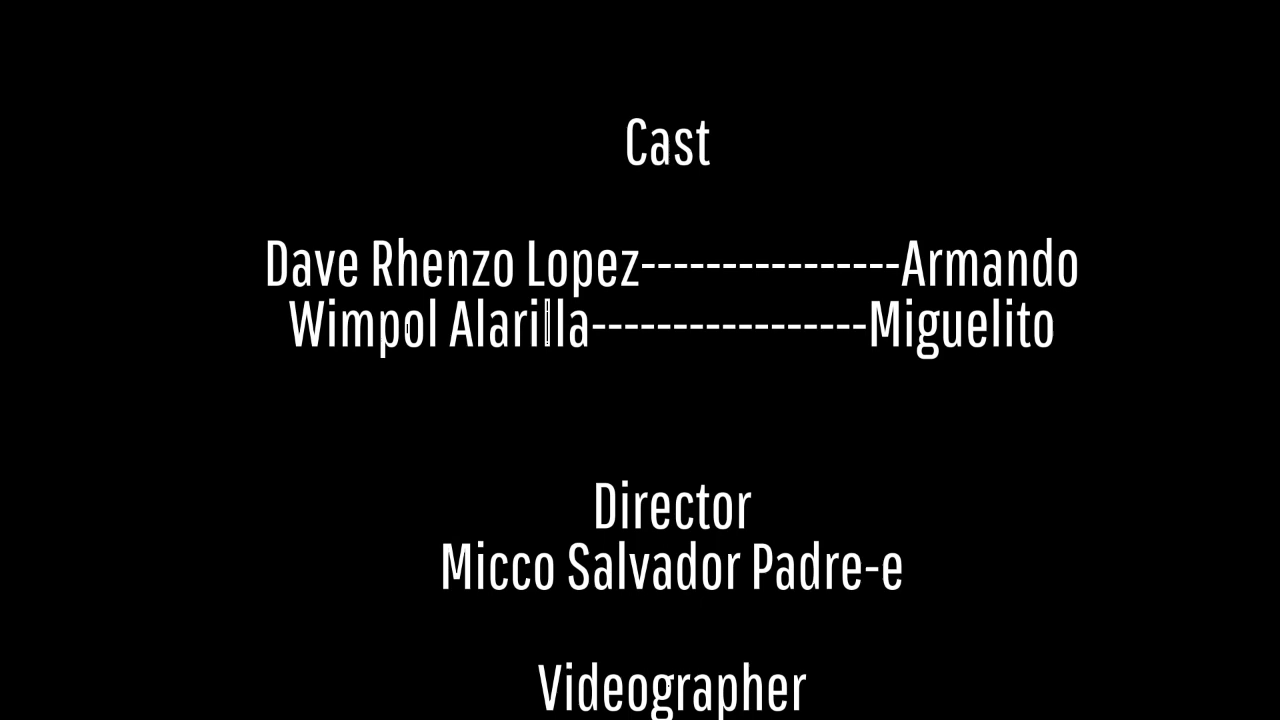 Cast
Dave Rhenzo Lopez----------------Armando
Wimpol Alarilla-----------------Miguelito
Director
Micco Salvador Padre-e
Videographer